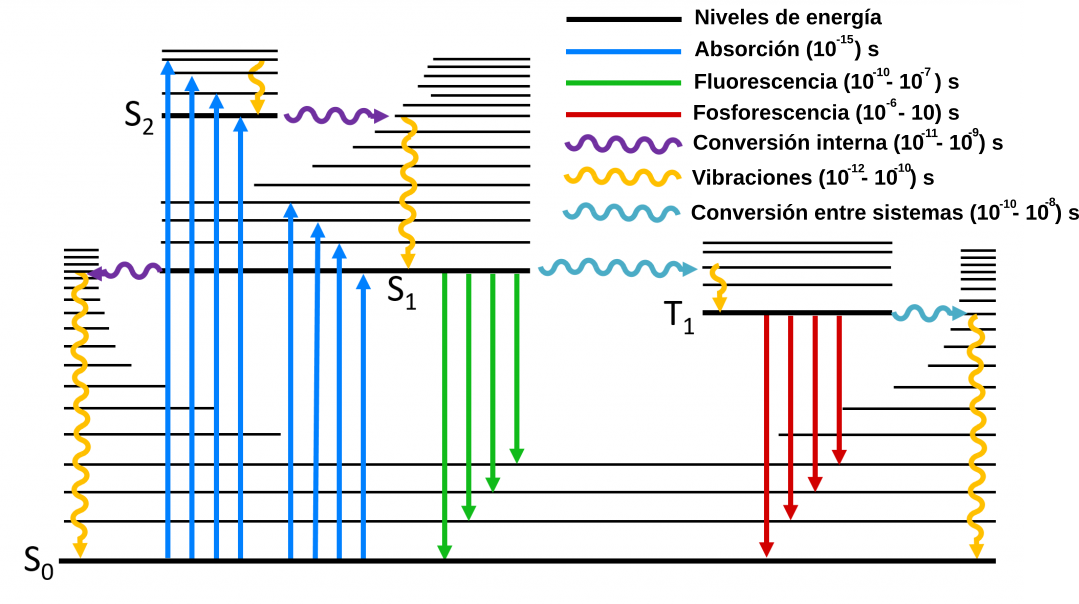 Niveles de energía
Absorción (10⁻¹⁵) s
Fluorescencia (10⁻¹⁰- 10⁻⁷) s
Fosforescencia (10⁻⁶ - 10) s
Conversión interna (10⁻¹¹- 10⁻⁹) s
Vibraciones (10⁻¹²- 10⁻¹⁰) s
Conversión entre sistemas (10⁻¹⁰- 10⁻⁸) s
S₂
S₁
T₁
S₀